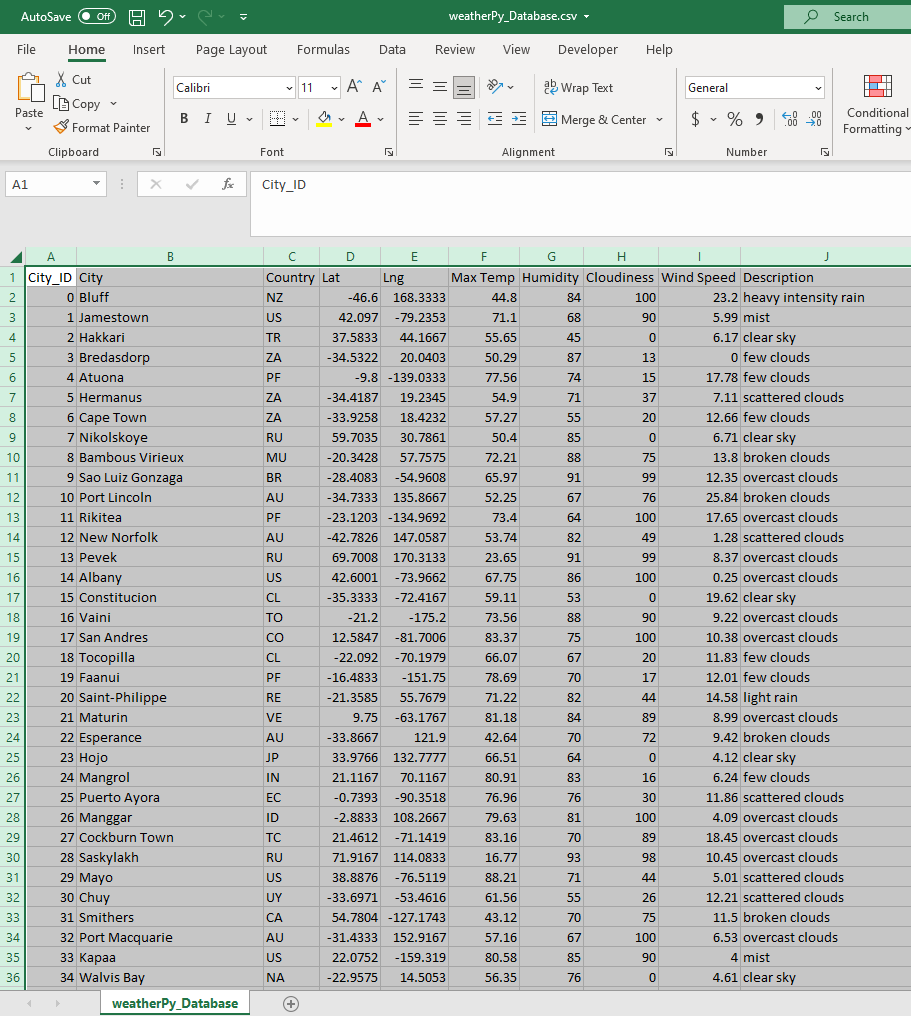 AutoSave Off weatherPy_Database.csv Search
File Home Insert Page Layout Formulas Data Review View Developer Help
Paste Cut Calibri 11 A A ab Wrap Text General Conditional
Copy B I U A Merge & Center $ % 9 Formatting
Format Painter
Clipboard Font Alignment Number
A1 fx City_ID
A B C D E F G H I J
1 City_ID City Country Lat Lng Max Temp Humidity Cloudiness Wind Speed Description
2 0 Bluff NZ -46.6 168.3333 44.8 84 100 23.2 heavy intensity rain
3 1 Jamestown US 42.097 -79.2353 71.1 68 90 5.99 mist
4 2 Hakkari TR 37.5833 44.1667 55.65 45 0 6.17 clear sky
5 3 Bredasdorp ZA -34.5322 20.0403 50.29 87 13 0 few clouds
6 4 Atuona PF -9.8 -139.0333 77.56 74 15 17.78 few clouds
7 5 Hermanus ZA -34.4187 19.2345 54.9 71 37 7.11 scattered clouds
8 6 Cape Town ZA -33.9258 18.4232 57.27 55 20 12.66 few clouds
9 7 Nikolskoye RU 59.7035 30.7861 50.4 85 0 6.71 clear sky
10 8 Bambous Virieux MU -20.3428 57.7575 72.21 88 75 13.8 broken clouds
11 9 Sao Luiz Gonzaga BR -28.4083 -54.9608 65.97 91 99 12.35 overcast clouds
12 10 Port Lincoln AU -34.7333 135.8667 52.25 67 76 25.84 broken clouds
13 11 Rikitea PF -23.1203 -134.9692 73.4 64 100 17.65 overcast clouds
14 12 New Norfolk AU -42.7826 147.0587 53.74 82 49 1.28 scattered clouds
15 13 Pevek RU 69.7008 170.3133 23.65 91 99 8.37 overcast clouds
16 14 Albany US 42.6001 -73.9662 67.75 86 100 0.25 overcast clouds
17 15 Constitucion CL -35.3333 -72.4167 59.11 53 0 19.62 clear sky
18 16 Vaini TO -21.2 -175.2 73.56 88 90 9.22 overcast clouds
19 17 San Andres CO 12.5847 -81.7006 83.37 75 100 10.38 overcast clouds
20 18 Tocopilla CL -22.092 -70.1979 66.07 67 20 11.83 few clouds
21 19 Faanui PF -16.4833 -151.75 78.69 70 17 12.01 few clouds
22 20 Saint-Philippe RE -21.3585 55.7679 71.22 82 44 14.58 light rain
23 21 Maturin VE 9.75 -63.1767 81.18 84 89 8.99 overcast clouds
24 22 Esperance AU -33.8667 121.9 42.64 70 72 9.42 broken clouds
25 23 Hojo JP 33.9766 132.7777 66.51 64 0 4.12 clear sky
26 24 Mangrol IN 21.1167 70.1167 80.91 83 16 6.24 few clouds
27 25 Puerto Ayora EC -0.7393 -90.3518 76.96 76 30 11.86 scattered clouds
28 26 Manggar ID -2.8833 108.2667 79.63 81 100 4.09 overcast clouds
29 27 Cockburn Town TC 21.4612 -71.1419 83.16 70 89 18.45 overcast clouds
30 28 Saskylakh RU 71.9167 114.0833 16.77 93 98 10.45 overcast clouds
31 29 Mayo US 38.8876 -76.5119 88.21 71 44 5.01 scattered clouds
32 30 Chuy UY -33.6971 -53.4616 61.56 55 26 12.21 scattered clouds
33 31 Smithers CA 54.7804 -127.1743 43.12 70 75 11.5 broken clouds
34 32 Port Macquarie AU -31.4333 152.9167 57.16 67 100 6.53 overcast clouds
35 33 Kapaa US 22.0752 -159.319 80.58 85 90 4 mist
36 34 Walvis Bay NA -22.9575 14.5053 56.35 76 0 4.61 clear sky
weatherPy_Database